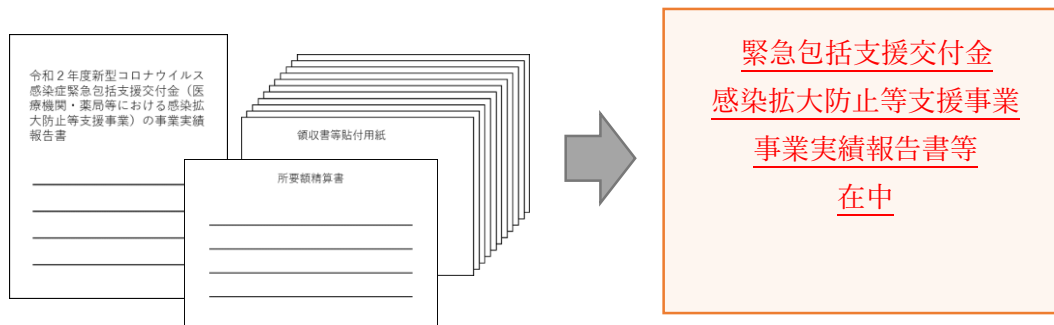 令和２年度新型コロナウイルス
感染症緊急包括支援交付金（医
療機関・薬局等における感染拡
大防止等支援事業）の事業実績
報告書
領収書等貼付用紙
所要額精算書
緊急包括支援交付金
感染拡大防止等支援事業
事業実績報告書等
在中